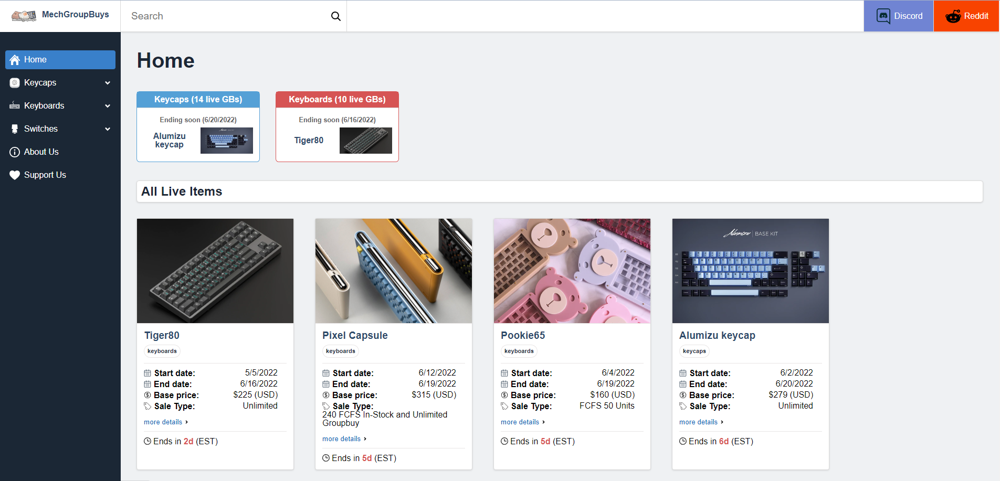 MechGroupBuys
Search
Discord
Reddit
Home
Keycaps
Keyboards
Switches
About Us
Support Us
Home
Keycaps (14 live GBs)
Ending soon (6/20/2022)
Alumizu
keycap
Keyboards (10 live GBs)
Ending soon (6/16/2022)
Tiger80
All Live Items
Tiger80
keyboards
Start date: 5/5/2022
End date: 6/16/2022
Base price: $225 (USD)
Sale Type: Unlimited
more details
Ends in 2d (EST)
Pixel Capsule
keyboards
Start date: 6/12/2022
End date: 6/19/2022
Base price: $315 (USD)
Sale Type:
240 FCFS In-Stock and Unlimited
Groupbuy
more details
Ends in 5d (EST)
Pookie65
keyboards
Start date: 6/4/2022
End date: 6/19/2022
Base price: $160 (USD)
Sale Type: FCFS 50 Units
more details
Ends in 5d (EST)
Alumizu | BASE KIT
Alumizu keycap
keycaps
Start date: 6/2/2022
End date: 6/20/2022
Base price: $279 (USD)
Sale Type: Unlimited
more details
Ends in 6d (EST)